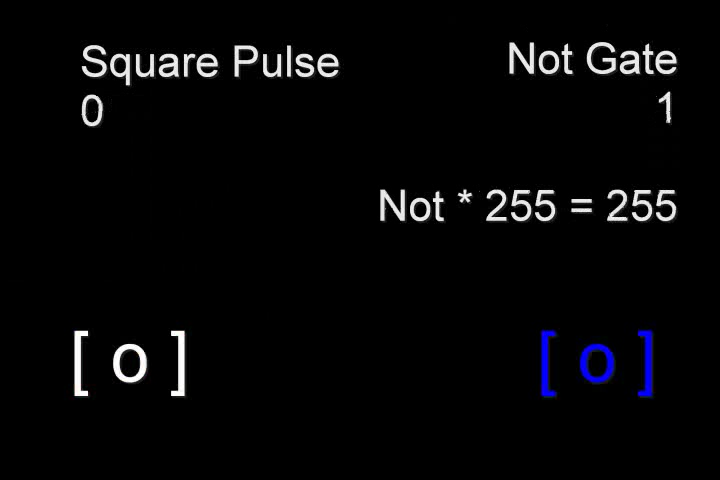 Square Pulse
0
Not Gate
1
Not * 255 = 255
[ o ]
[ o ]